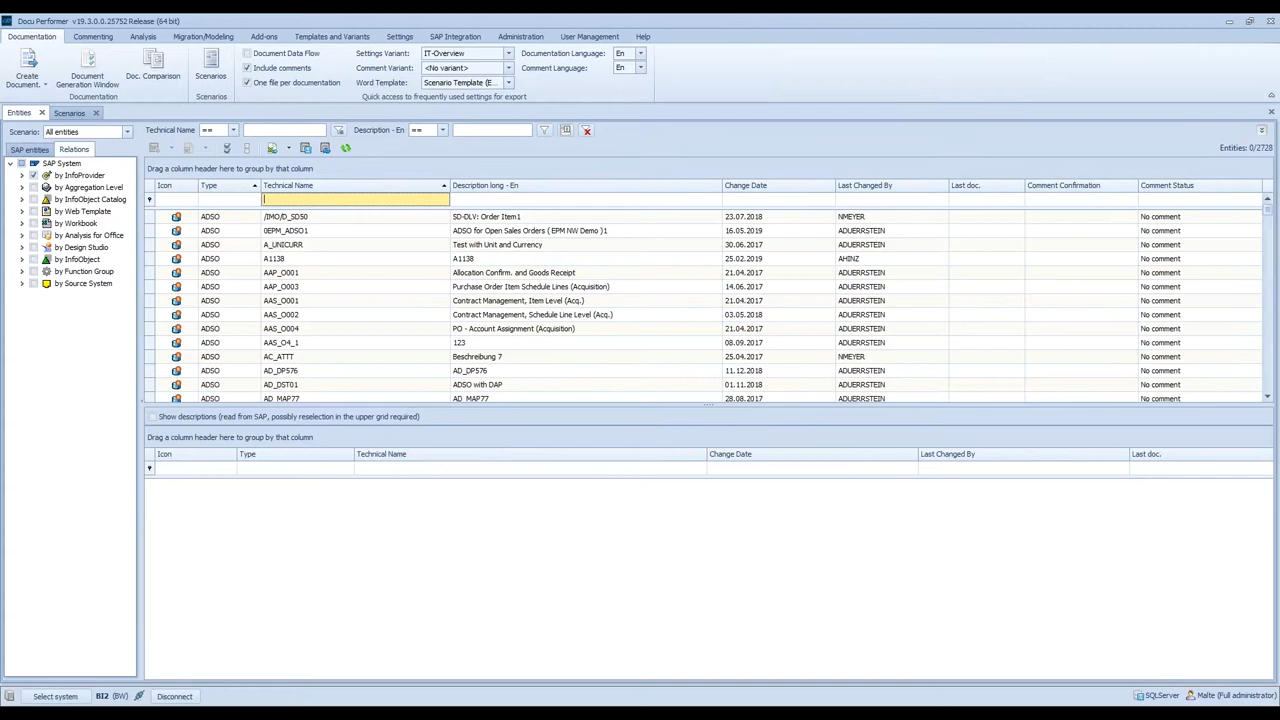 Docu Performer v19.3.0.0.25752 Release (64 bit)
Documentation Commenting Analysis Migration/Modeling Add-ons Templates and Variants Settings SAP Integration Administration User Management Help
Create Document.
Document Generation Window
Doc. Comparison
Documentation
Scenarios
Scenarios
Document Data Flow
Include comments
One file per documentation
Settings Variant: IT-Overview
Comment Variant: <No variant>
Word Template: Scenario Template (E...
Documentation Language: En
Comment Language: En
Quick access to frequently used settings for export
Entities Scenarios
Scenario: All entities
Technical Name == Description - En ==
SAP entities Relations
Entities: 0/2728
SAP System
by InfoProvider
by Aggregation Level
by InfoObject Catalog
by Web Template
by Workbook
by Analysis for Office
by Design Studio
by InfoObject
by Function Group
by Source System
Drag a column header here to group by that column
Icon Type Technical Name Description long - En Change Date Last Changed By Last doc. Comment Confirmation Comment Status
ADSO /IMO/D_SD50 SD-DLV: Order Item1 23.07.2018 NMEYER No comment
ADSO 0EPM_ADSO1 ADSO for Open Sales Orders ( EPM NW Demo )1 16.05.2019 ADUERRSTEIN No comment
ADSO A_UNICURR Test with Unit and Currency 30.06.2017 ADUERRSTEIN No comment
ADSO A1138 A1138 25.02.2019 AHINZ No comment
ADSO AAP_O001 Allocation Confirm. and Goods Receipt 21.04.2017 ADUERRSTEIN No comment
ADSO AAP_O003 Purchase Order Item Schedule Lines (Acquisition) 14.06.2017 ADUERRSTEIN No comment
ADSO AAS_O001 Contract Management, Item Level (Acq.) 21.04.2017 ADUERRSTEIN No comment
ADSO AAS_O002 Contract Management, Schedule Line Level (Acq.) 03.05.2018 ADUERRSTEIN No comment
ADSO AAS_O004 PO - Account Assignment (Acquisition) 21.04.2017 ADUERRSTEIN No comment
ADSO AAS_O4_1 123 08.09.2017 ADUERRSTEIN No comment
ADSO AC_ATTT Beschreibung 7 25.04.2017 NMEYER No comment
ADSO AD_DP576 AD_DP576 11.12.2018 ADUERRSTEIN No comment
ADSO AD_DST01 ADSO with DAP 01.11.2018 ADUERRSTEIN No comment
ADSO AD_MAP77 AD_MAP77 28.08.2017 ADUERRSTEIN No comment
Show descriptions (read from SAP, possibly reselection in the upper grid required)
Drag a column header here to group by that column
Icon Type Technical Name Change Date Last Changed By Last doc.
Select system BI2 (BW) Disconnect SQLServer Malte (Full administrator)